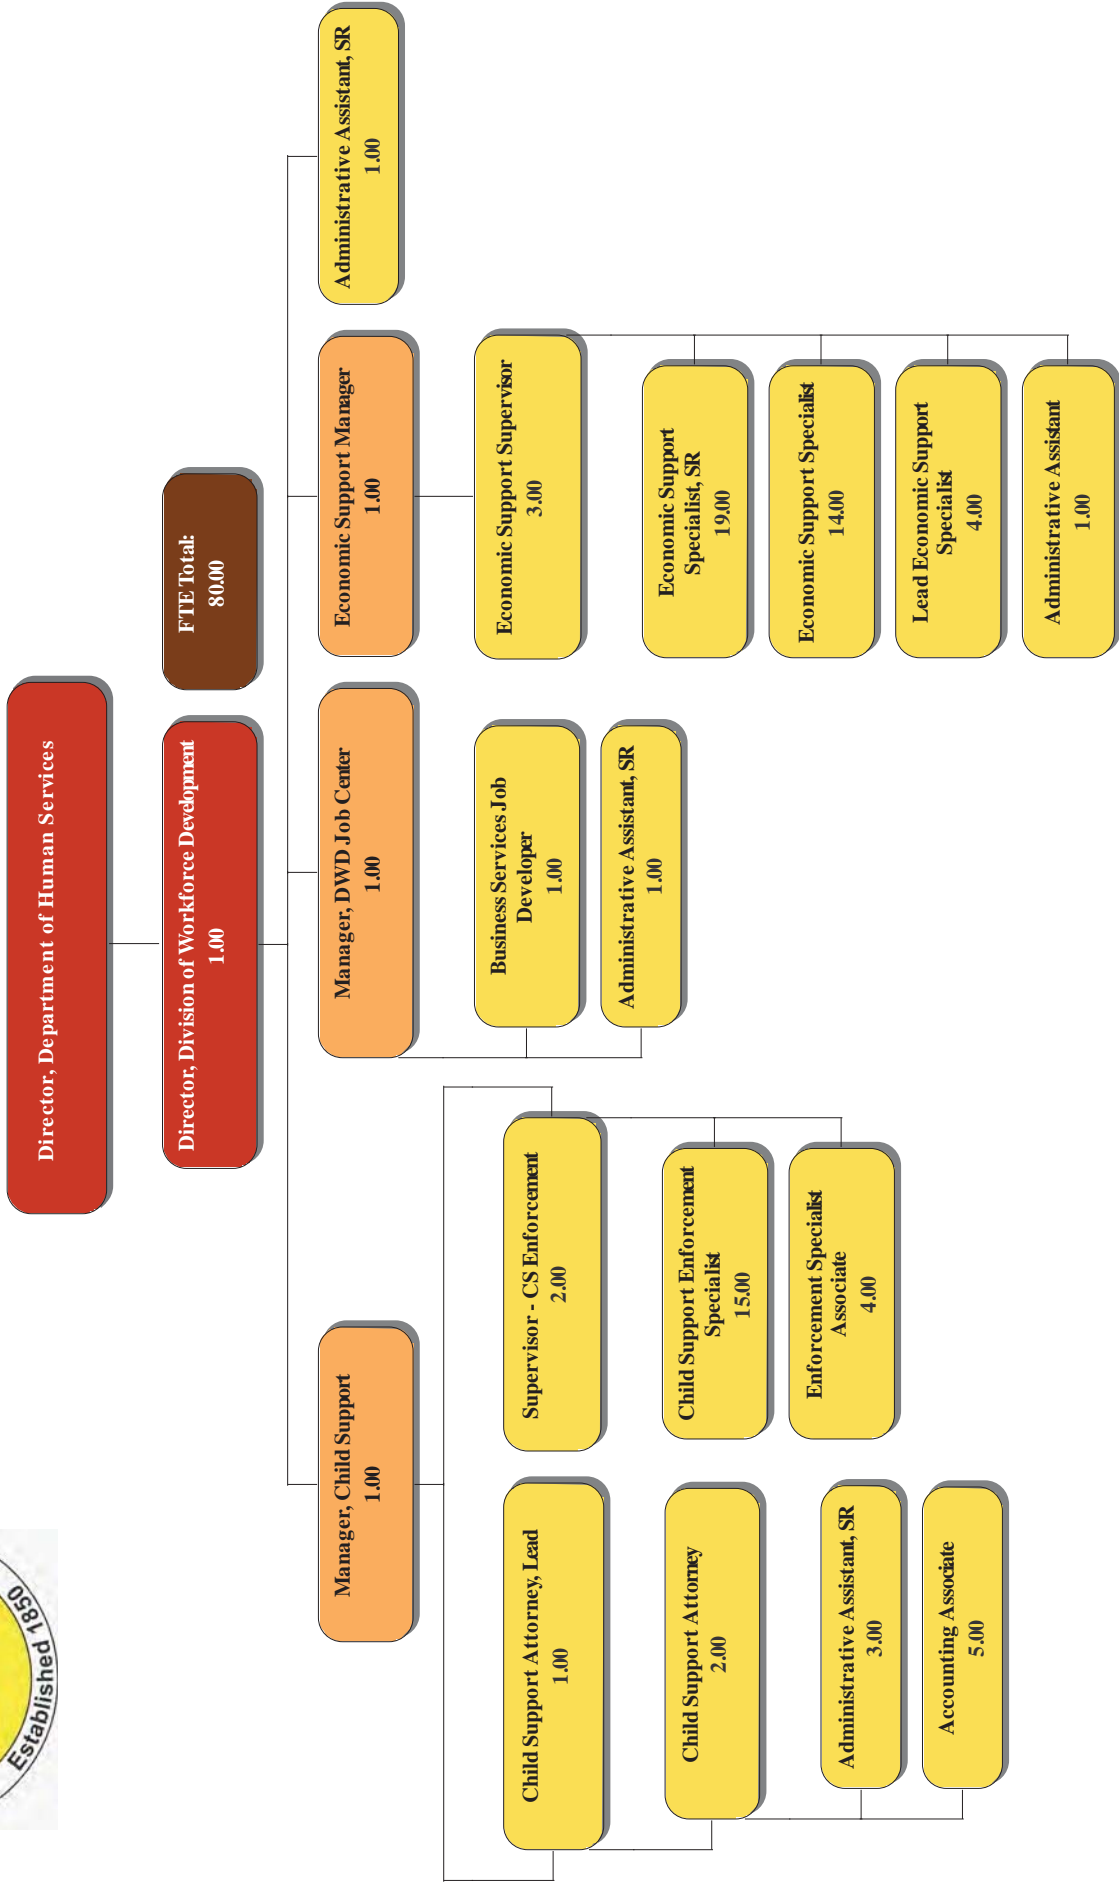 Established 1850
Director, Department of Human Services
Director, Division of Workforce Development
1.00
FTE Total:
80.00
Manager, Child Support
1.00
Manager, DWD Job Center
1.00
Economic Support Manager
1.00
Administrative Assistant, SR
1.00
Child Support Attorney, Lead
1.00
Child Support Attorney
2.00
Administrative Assistant, SR
3.00
Accounting Associate
5.00
Supervisor - CS Enforcement
2.00
Child Support Enforcement
Specialist
15.00
Enforcement Specialist
Associate
4.00
Business Services Job
Developer
1.00
Administrative Assistant, SR
1.00
Economic Support Supervisor
3.00
Economic Support
Specialist, SR
19.00
Economic Support Specialist
14.00
Lead Economic Support
Specialist
4.00
Administrative Assistant
1.00